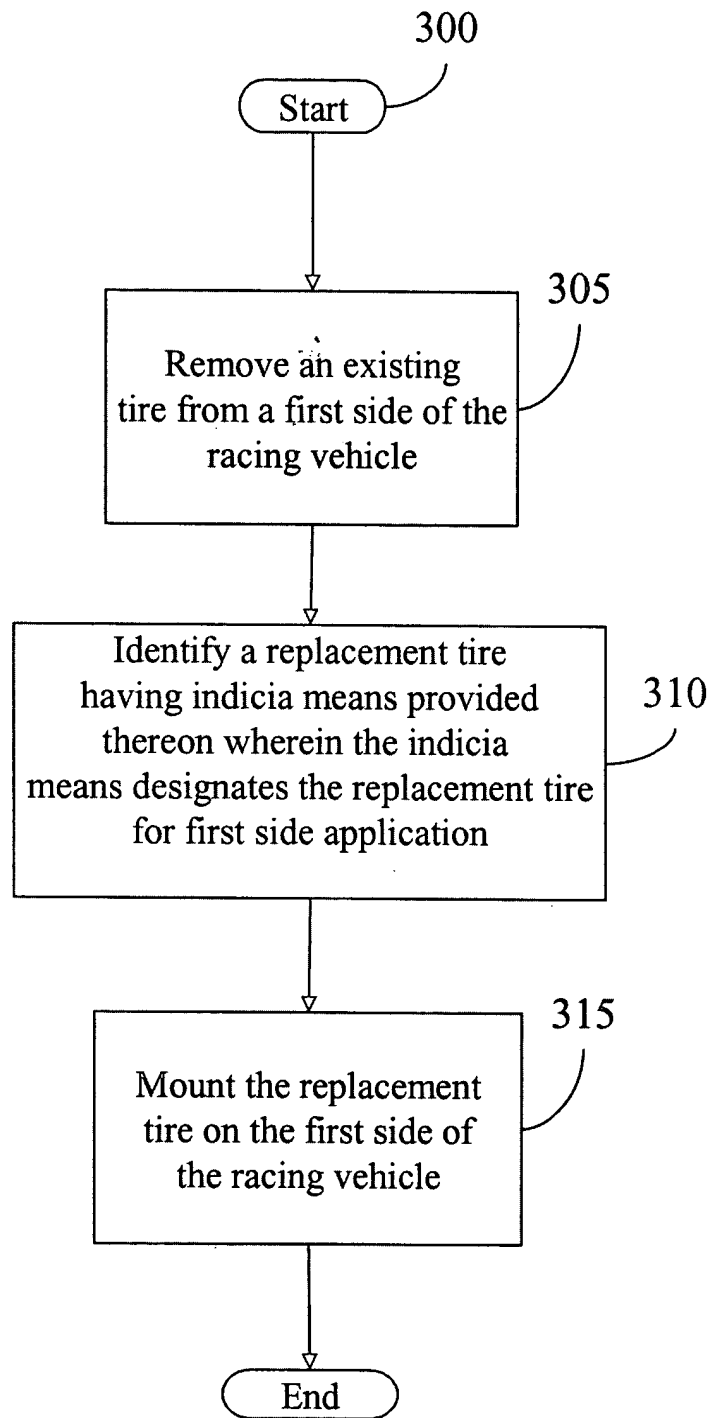 300
Start
305
Remove an existing
tire from a first side of the
racing vehicle
310
Identify a replacement tire
having indicia means provided
thereon wherein the indicia
means designates the replacement tire
for first side application
315
Mount the replacement
tire on the first side of
the racing vehicle
End